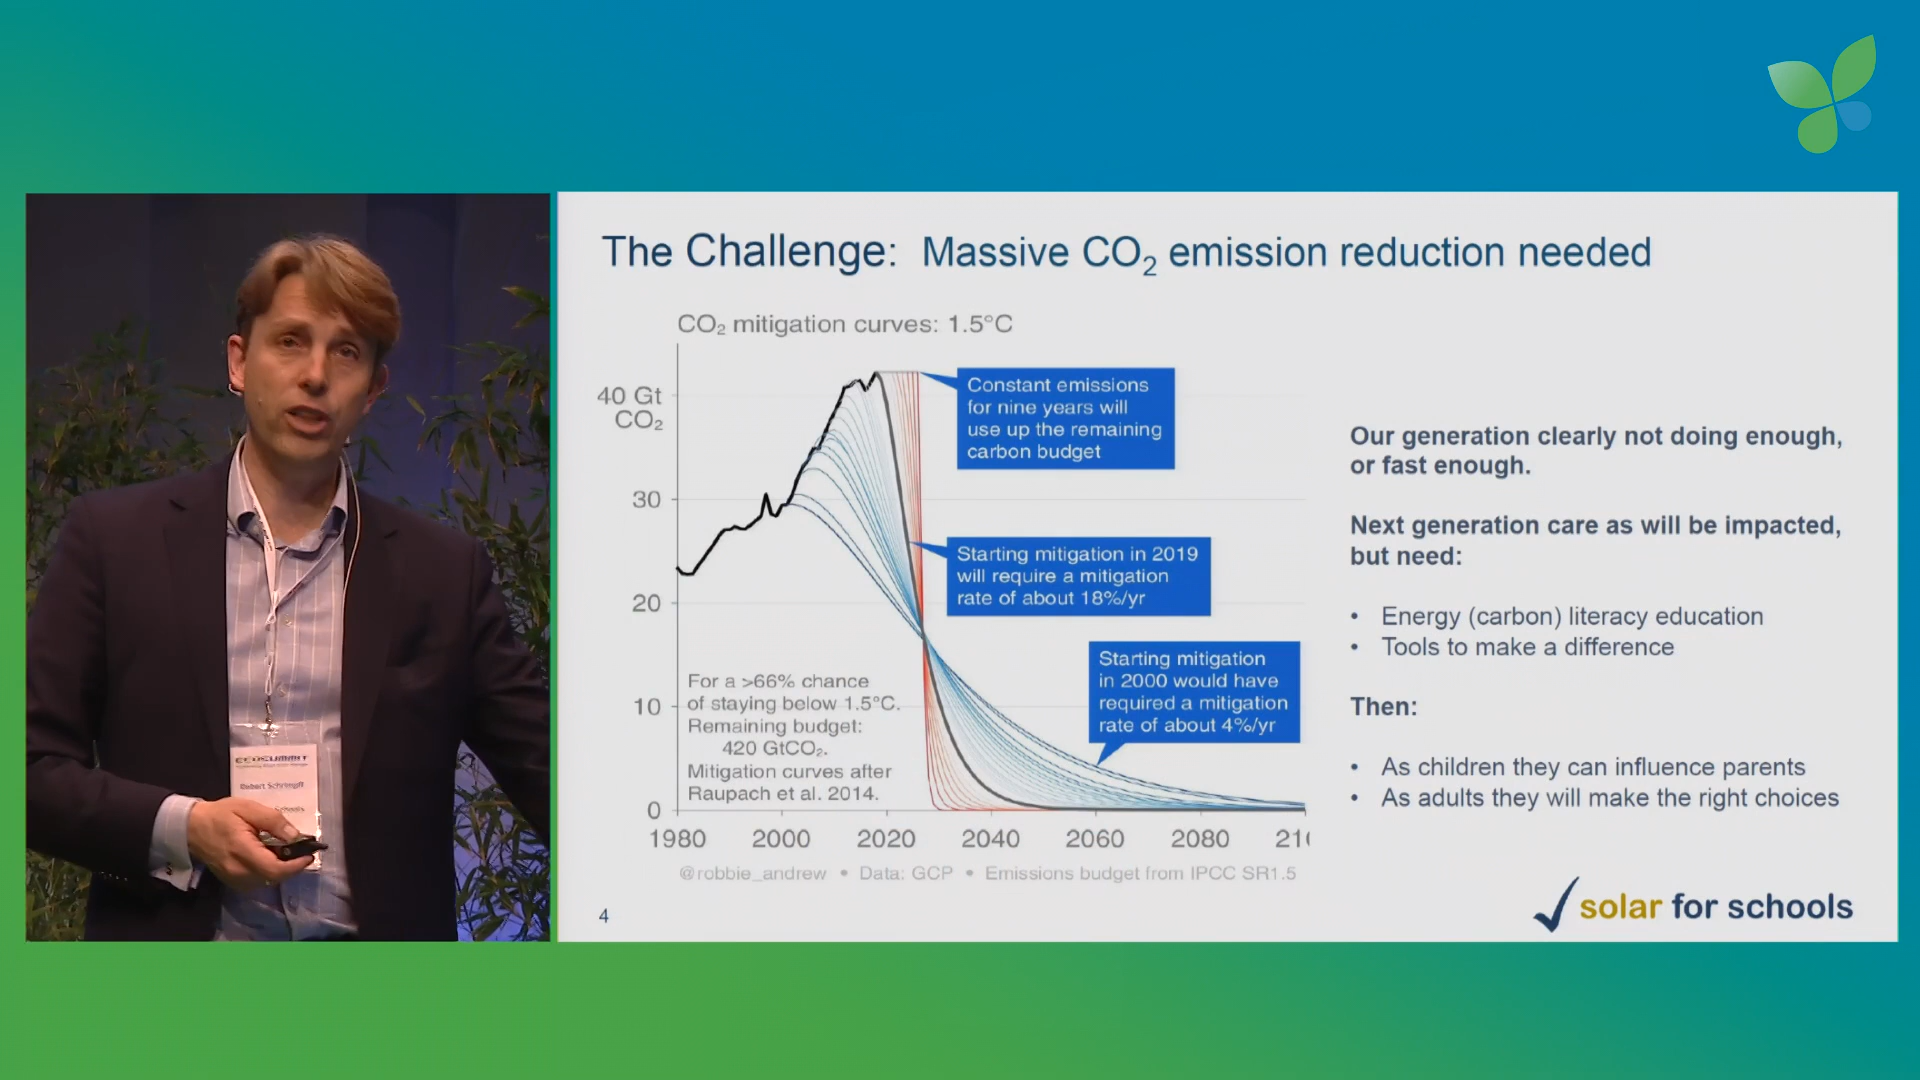 The Challenge: Massive CO₂ emission reduction needed
CO₂ mitigation curves: 1.5°C
40 Gt
CO₂
30
20
10
0
1980 2000 2020 2040 2060 2080 210
Constant emissions
for nine years will
use up the remaining
carbon budget
Starting mitigation in 2019
will require a mitigation
rate of about 18%/yr
Starting mitigation
in 2000 would have
required a mitigation
rate of about 4%/yr
For a >66% chance
of staying below 1.5°C.
Remaining budget:
420 GtCO₂.
Mitigation curves after
Raupach et al. 2014.
@robbie_andrew • Data: GCP • Emissions budget from IPCC SR1.5
Our generation clearly not doing enough,
or fast enough.
Next generation care as will be impacted,
but need:
• Energy (carbon) literacy education
• Tools to make a difference
Then:
• As children they can influence parents
• As adults they will make the right choices
4
solar for schools
ECOSUMMIT
Robert Schrimpff
Schools